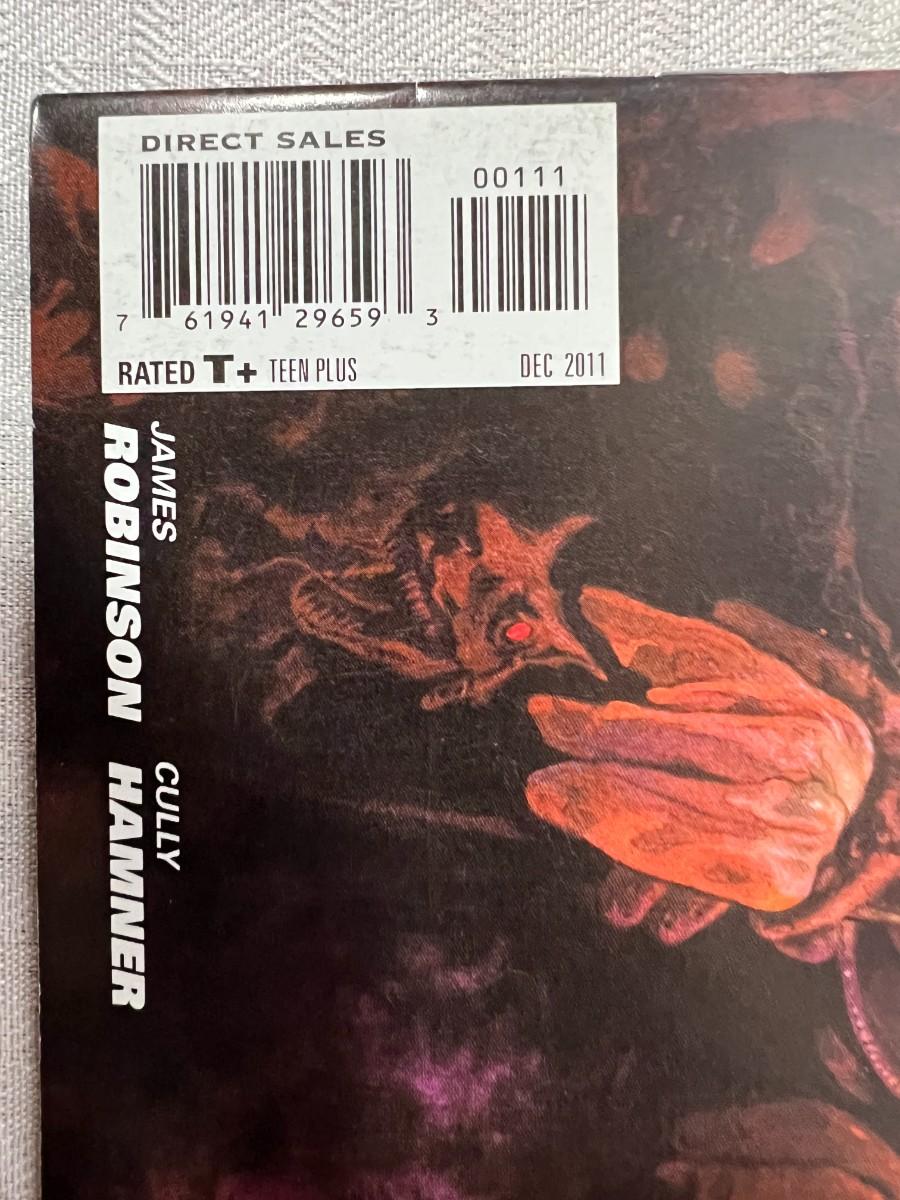 DIRECT SALES
00111
7 61941 29659 3
RATED T+ TEEN PLUS DEC 2011
JAMES
ROBINSON
CULLY
HAMNER